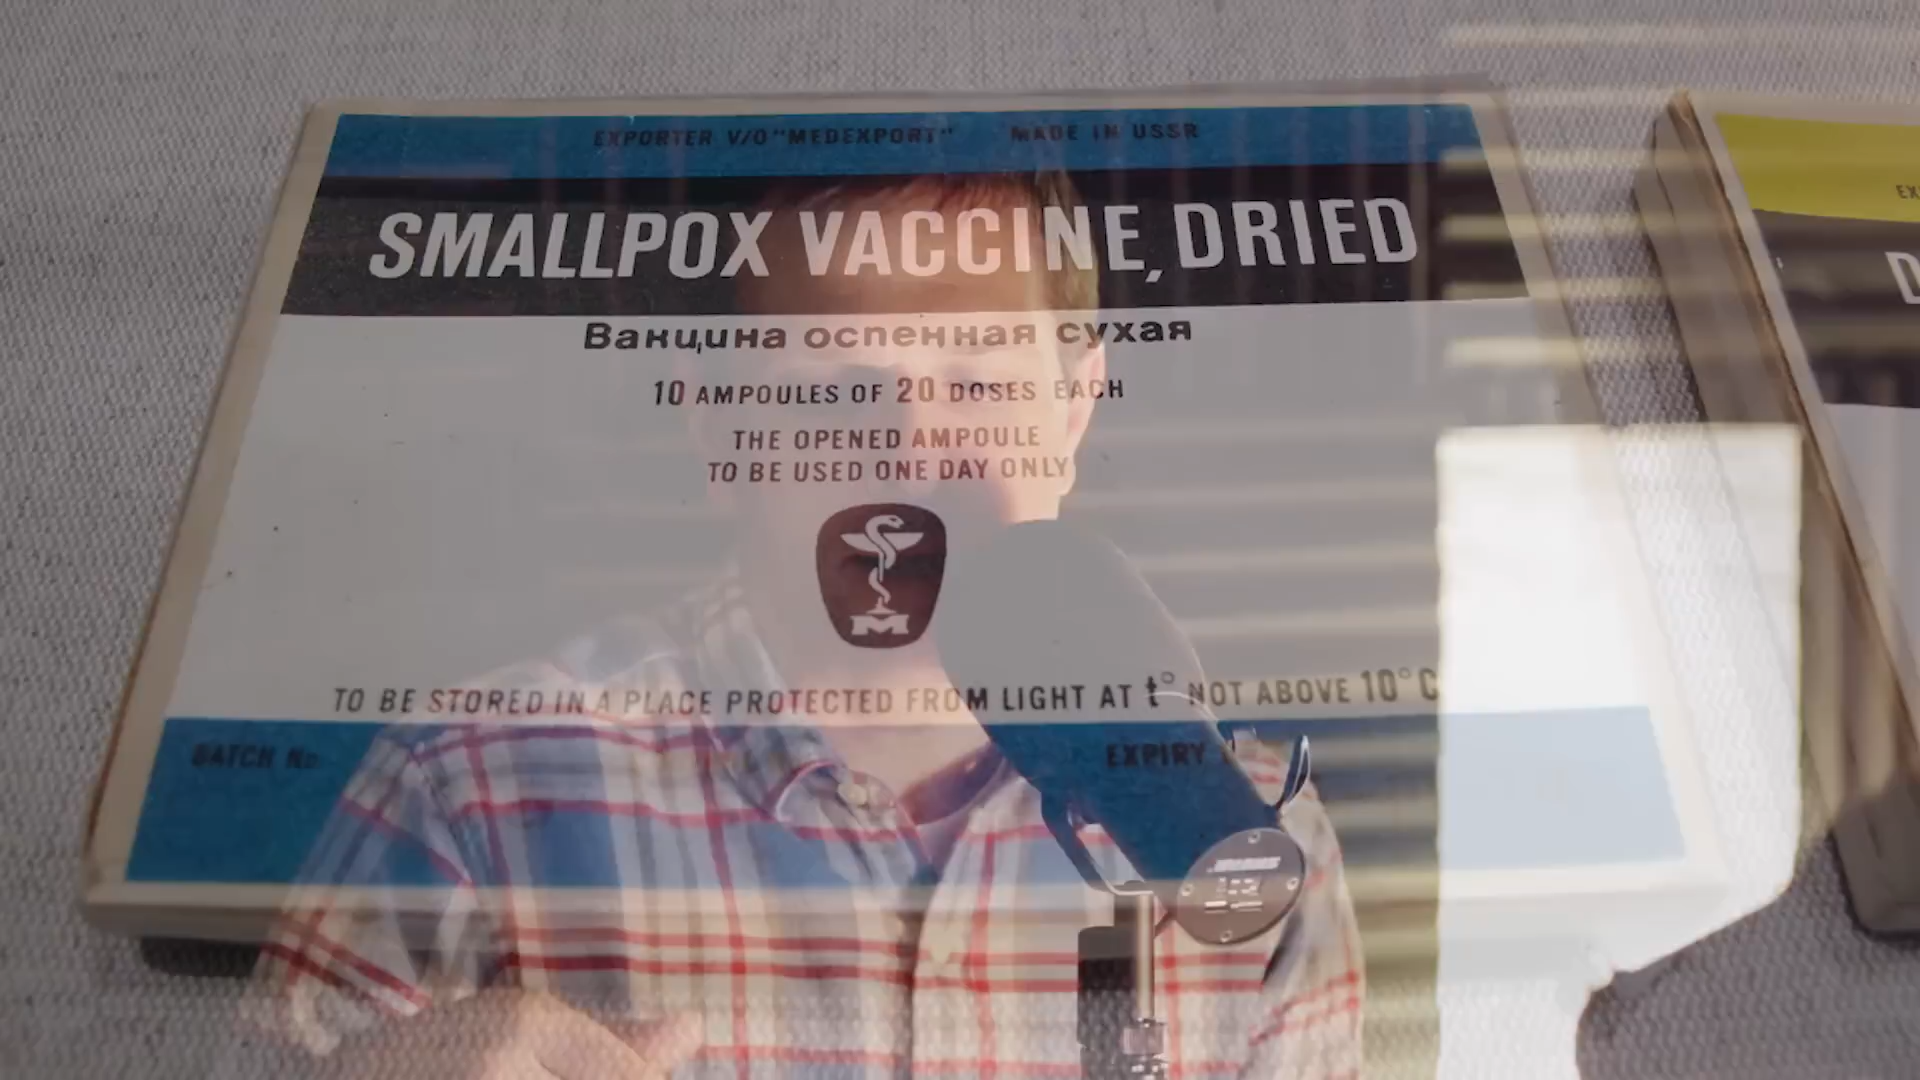 EXPORTER V/O "MEDEXPORT" MADE IN USSR
SMALLPOX VACCINE, DRIED
Вакцина оспенная сухая
10 AMPOULES OF 20 DOSES EACH
THE OPENED AMPOULE
TO BE USED ONE DAY ONLY
M
TO BE STORED IN A PLACE PROTECTED FROM LIGHT AT t° NOT ABOVE 10° C
BATCH No EXPIRY
EX
D